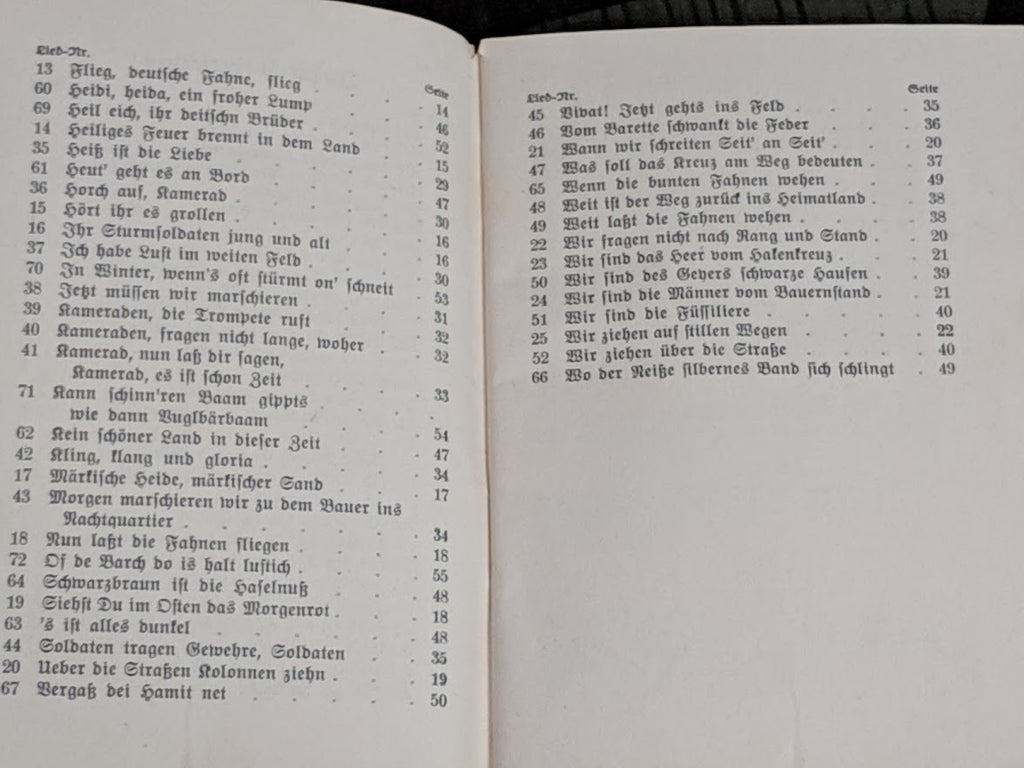 Lied-Nr.
Seite
13 Flieg, deutsche Fahne, flieg . . . . 14
60 Heidi, heida, ein froher Lump . . . 46
69 Heil eich, ihr deitschn Brüder . . . . 52
14 Heiliges Feuer brennt in dem Land . . 15
35 Heiß ist die Liebe . . . . . 29
61 Heut' geht es an Bord . . . . . 47
36 Horch auf, Kamerad . . . . . 30
15 Hört ihr es grollen . . . . . 16
16 Ihr Sturmsoldaten jung und alt . . . 16
37 Ich habe Lust im weiten Feld . . . . 30
70 In Winter, wenn's oft stürmt on' schneit . 53
38 Jetzt müssen wir marschieren . . . . 31
39 Kameraden, die Trompete ruft . . . 32
40 Kameraden, fragen nicht lange, woher . 32
41 Kamerad, nun laß dir sagen,
Kamerad, es ist schon Zeit . . . . 33
71 Kann schinn'ren Baam gippts
wie dann Vuglbärbaam . . . . 54
62 Kein schöner Land in dieser Zeit . . . 47
42 Kling, klang und gloria . . . . . 34
17 Märkische Heide, märkischer Sand . . . 17
43 Morgen marschieren wir zu dem Bauer ins
Nachtquartier . . . . . . 34
18 Nun laßt die Fahnen fliegen . . . . 18
72 Of de Barch do is halt lustich . . . . 55
64 Schwarzbraun ist die Haselnuß . . . 48
19 Siehst Du im Osten das Morgenrot . . . 18
63 's ist alles dunkel . . . . . 48
44 Soldaten tragen Gewehre, Soldaten . . 35
20 Ueber die Straßen Kolonnen ziehn . . . 19
67 Vergaß dei Hamit net . . . . . 50
Lied-Nr.
Seite
45 Vivat! Jetzt gehts ins Feld . . . . 35
46 Vom Barette schwankt die Feder . . . 36
21 Wann wir schreiten Seit' an Seit' . . . 20
47 Was soll das Kreuz am Weg bedeuten . . 37
65 Wenn die bunten Fahnen wehen . . . 49
48 Weit ist der Weg zurück ins Heimatland . . 38
49 Weit laßt die Fahnen wehen . . . . 38
22 Wir fragen nicht nach Rang und Stand . . 20
23 Wir sind das Heer vom Hakenkreuz . . . 21
50 Wir sind des Geyers schwarze Haufen . . 39
24 Wir sind die Männer vom Bauernstand . . 21
51 Wir sind die Füsiliere . . . . . 40
25 Wir ziehen auf stillen Wegen . . . . 22
52 Wir ziehen über die Straße . . . . 40
66 Wo der Neiße silbernes Band sich schlingt . 49